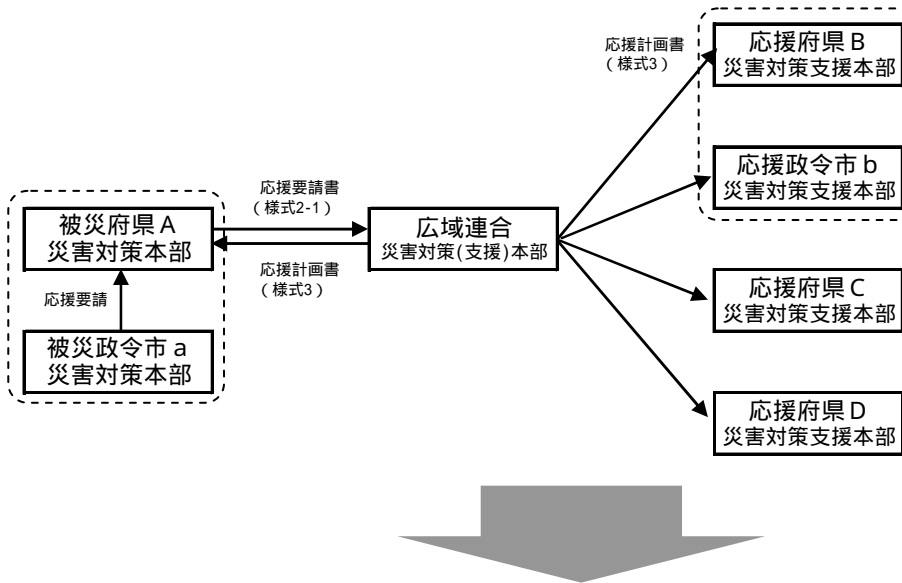 応援計画書
（様式3）
応援府県B
災害対策支援本部
応援政令市b
災害対策支援本部
応援要請書
（様式2-1）
被災府県A
災害対策本部
広域連合
災害対策(支援)本部
応援計画書
（様式3）
応援要請
被災政令市a
災害対策本部
応援府県C
災害対策支援本部
応援府県D
災害対策支援本部